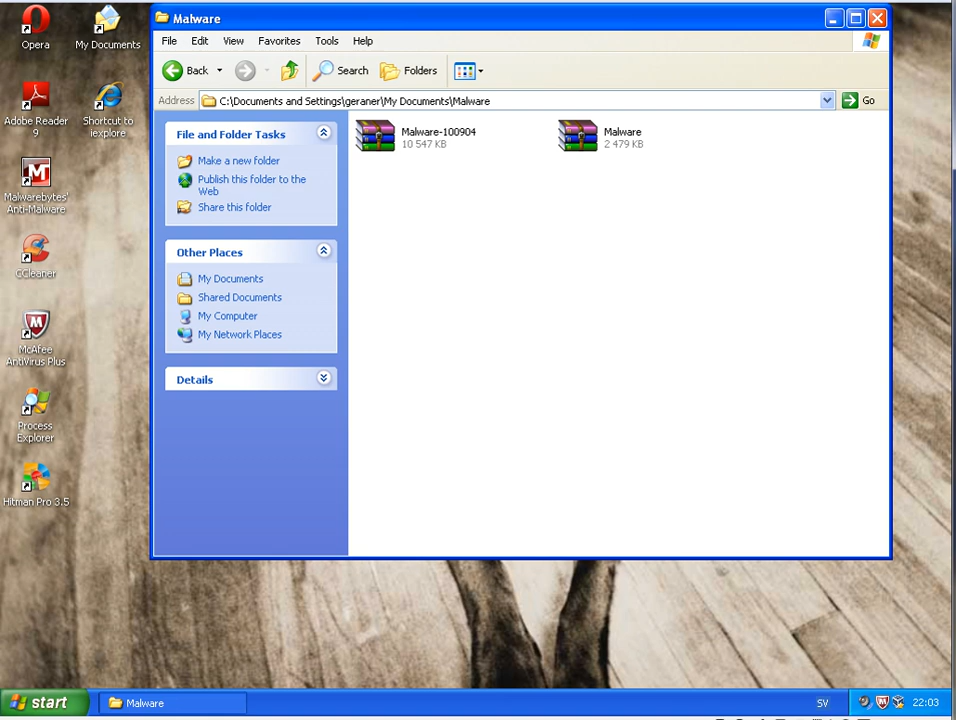 Malware
File Edit View Favorites Tools Help
Back Search Folders
Address C:\Documents and Settings\geraner\My Documents\Malware Go
File and Folder Tasks
Make a new folder
Publish this folder to the
Web
Share this folder
Other Places
My Documents
Shared Documents
My Computer
My Network Places
Details
Malware-100904
10 547 KB
Malware
2 479 KB
Opera
My Documents
Adobe Reader
9
Shortcut to
iexplore
Malwarebytes'
Anti-Malware
CCleaner
McAfee
AntiVirus Plus
Process
Explorer
Hitman Pro 3.5
start Malware SV 22:03